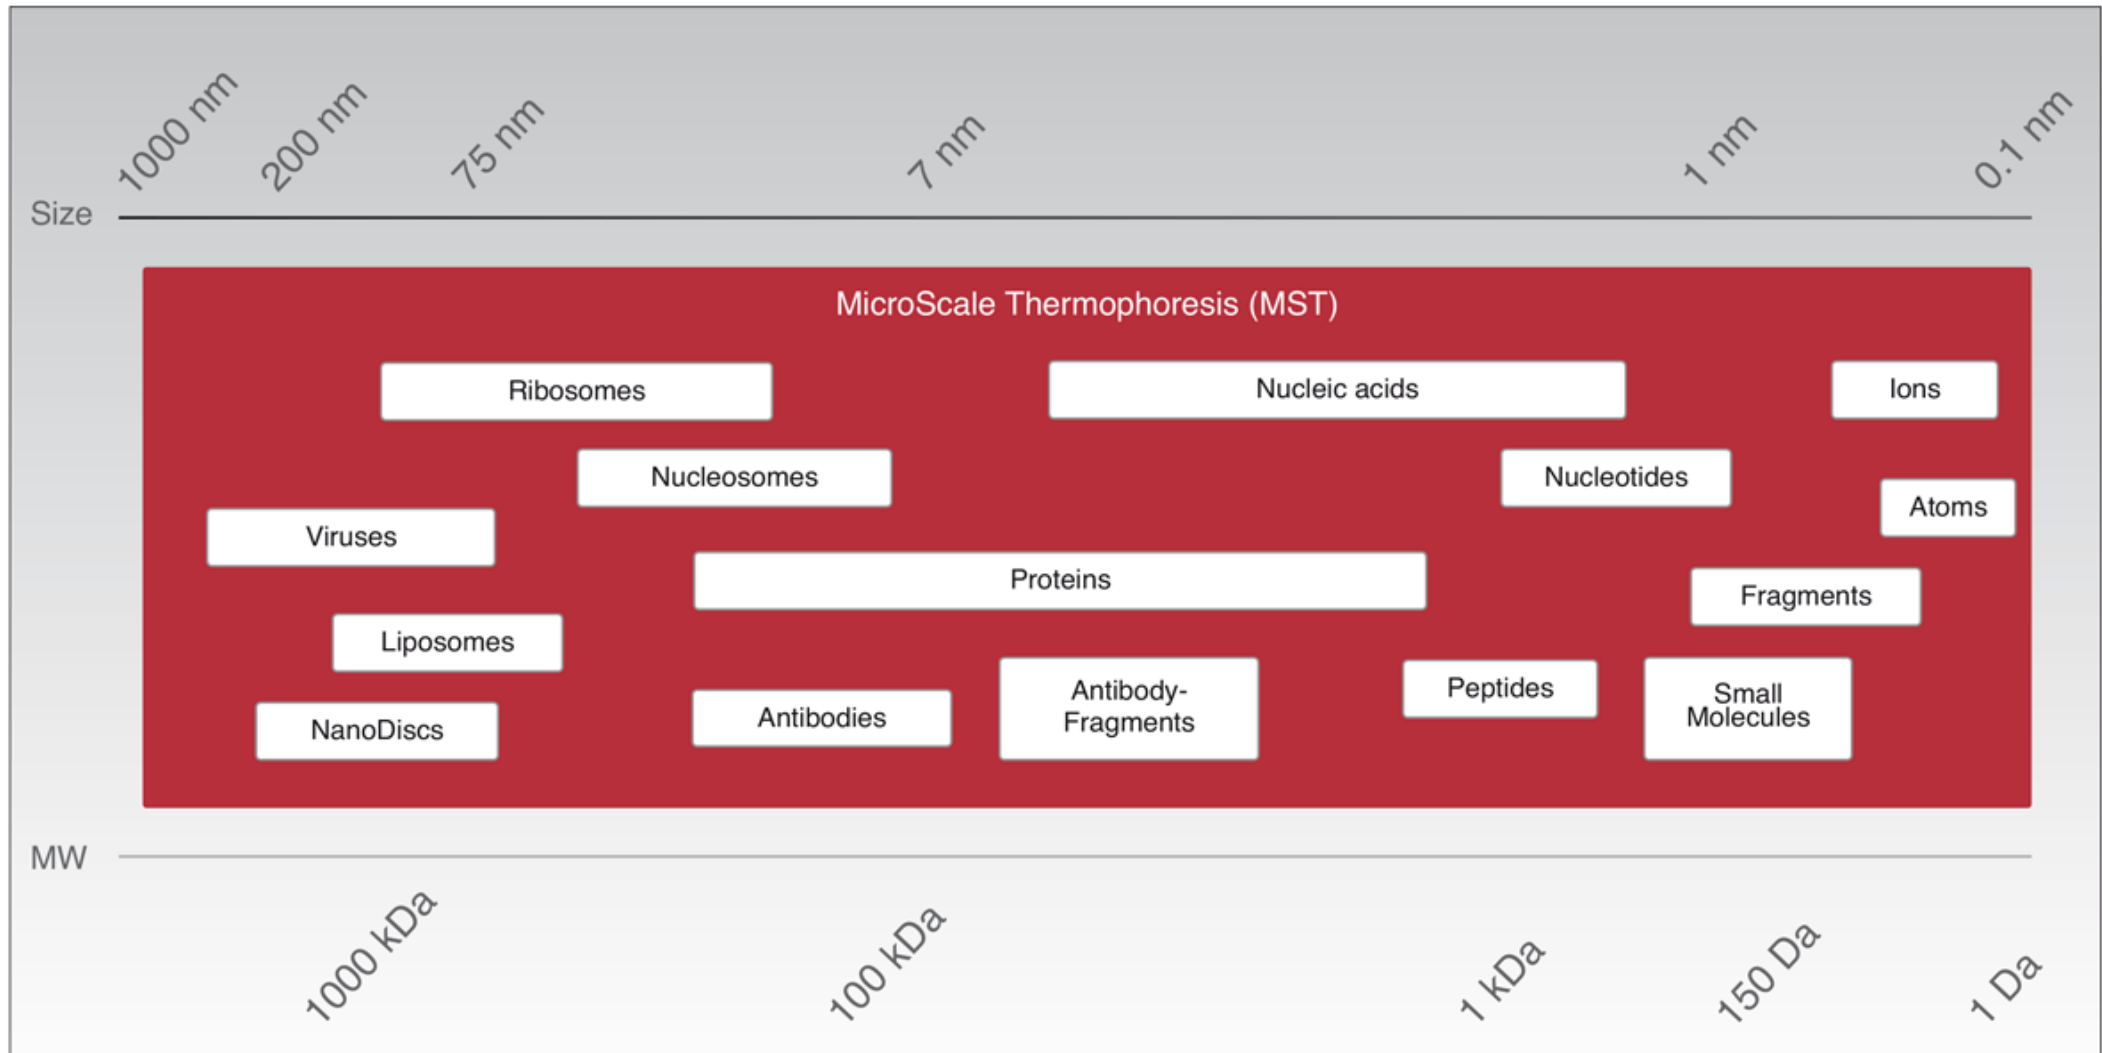 1000 nm
200 nm
75 nm
7 nm
1 nm
0.1 nm
Size
MicroScale Thermophoresis (MST)
Ribosomes
Nucleic acids
Ions
Nucleosomes
Nucleotides
Atoms
Viruses
Proteins
Fragments
Liposomes
Antibody-
Fragments
Peptides
Small
Molecules
Antibodies
NanoDiscs
MW
1000 kDa
100 kDa
1 kDa
150 Da
1 Da